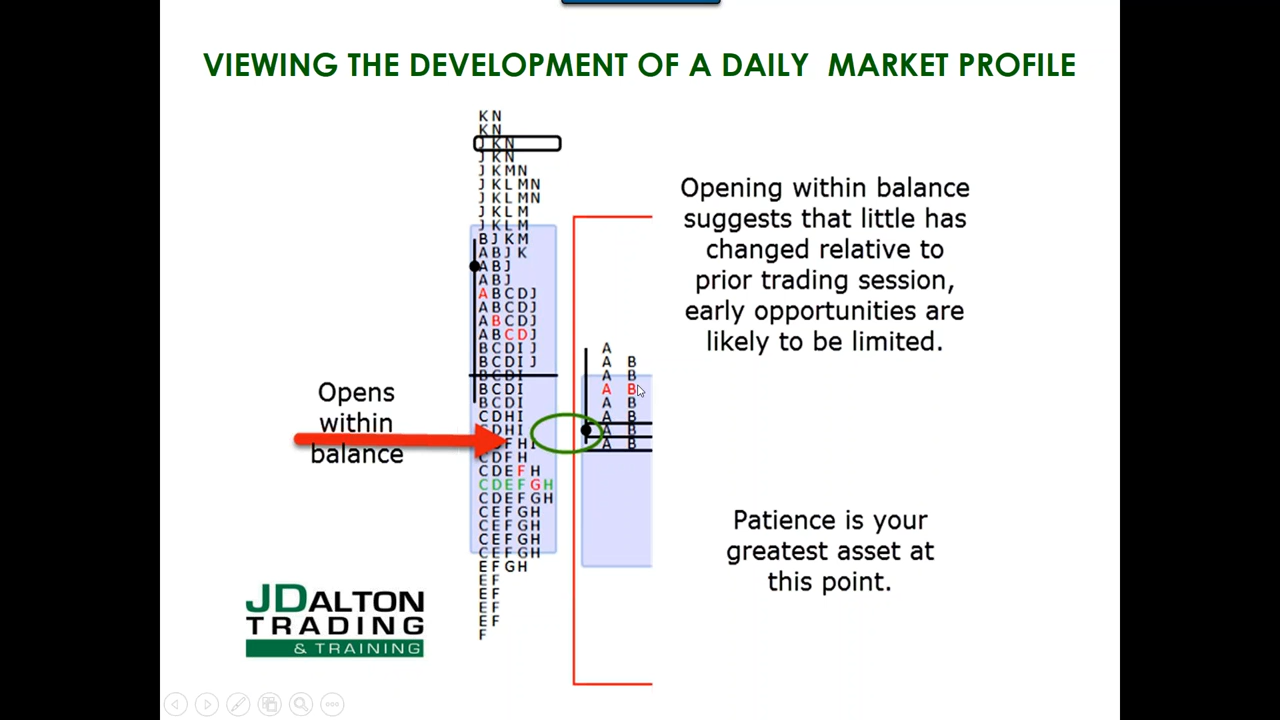 VIEWING THE DEVELOPMENT OF A DAILY  MARKET PROFILE
K N
K N
J K N
J K N
J K M N
J K L M N
J K L M N
J K L M
J K L M
B J K M
A B J K
A B J
A B J
A B C D J
A B C D J
A B C D J
A B C D J
B C D I J
B C D I J
B C D I
B C D I
B C D I
C D H I
C D H I
F H I
C D F H
C D E F H
C D E F G H
C D E F G H
C E F G H
C E F G H
C E F G H
C E F G H
E F G H
E F
E F
E F
E F
F
A
A B
A B
A B
A B
A B
A B
A B
Opens
within
balance
Opening within balance
suggests that little has
changed relative to
prior trading session,
early opportunities are
likely to be limited.
Patience is your
greatest asset at
this point.
JDALTON
TRADING
& TRAINING